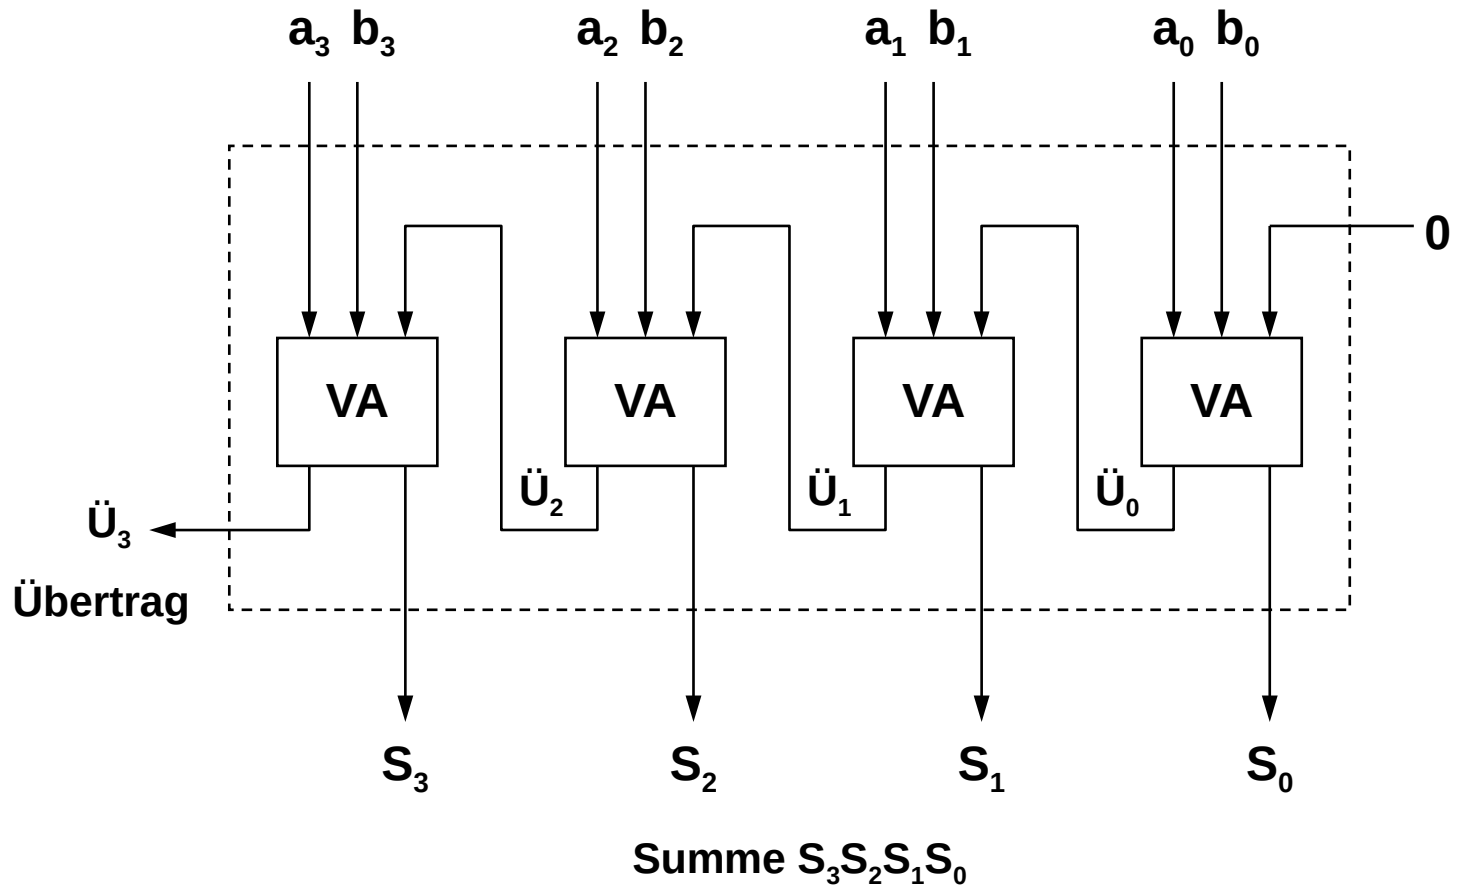 a₃ b₃ a₂ b₂ a₁ b₁ a₀ b₀
0
VA VA VA VA
Ü₂ Ü₁ Ü₀
Ü₃
Übertrag
S₃ S₂ S₁ S₀
Summe S₃S₂S₁S₀